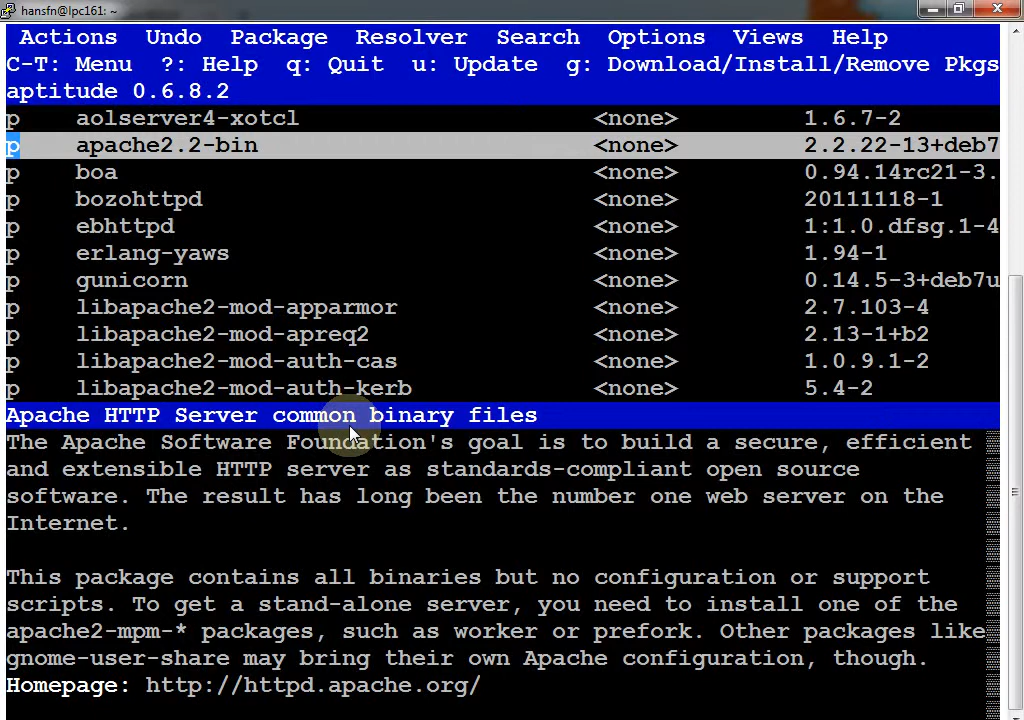 hansfn@lpc161: ~
Actions Undo Package Resolver Search Options Views Help
C-T: Menu ?: Help q: Quit u: Update g: Download/Install/Remove Pkgs
aptitude 0.6.8.2
p aolserver4-xotcl <none> 1.6.7-2
p apache2.2-bin <none> 2.2.22-13+deb7
p boa <none> 0.94.14rc21-3.
p bozohttpd <none> 20111118-1
p ebhttpd <none> 1:1.0.dfsg.1-4
p erlang-yaws <none> 1.94-1
p gunicorn <none> 0.14.5-3+deb7u
p libapache2-mod-apparmor <none> 2.7.103-4
p libapache2-mod-apreq2 <none> 2.13-1+b2
p libapache2-mod-auth-cas <none> 1.0.9.1-2
p libapache2-mod-auth-kerb <none> 5.4-2
Apache HTTP Server common binary files
The Apache Software Foundation's goal is to build a secure, efficient
and extensible HTTP server as standards-compliant open source
software. The result has long been the number one web server on the
Internet.
This package contains all binaries but no configuration or support
scripts. To get a stand-alone server, you need to install one of the
apache2-mpm-* packages, such as worker or prefork. Other packages like
gnome-user-share may bring their own Apache configuration, though.
Homepage: http://httpd.apache.org/